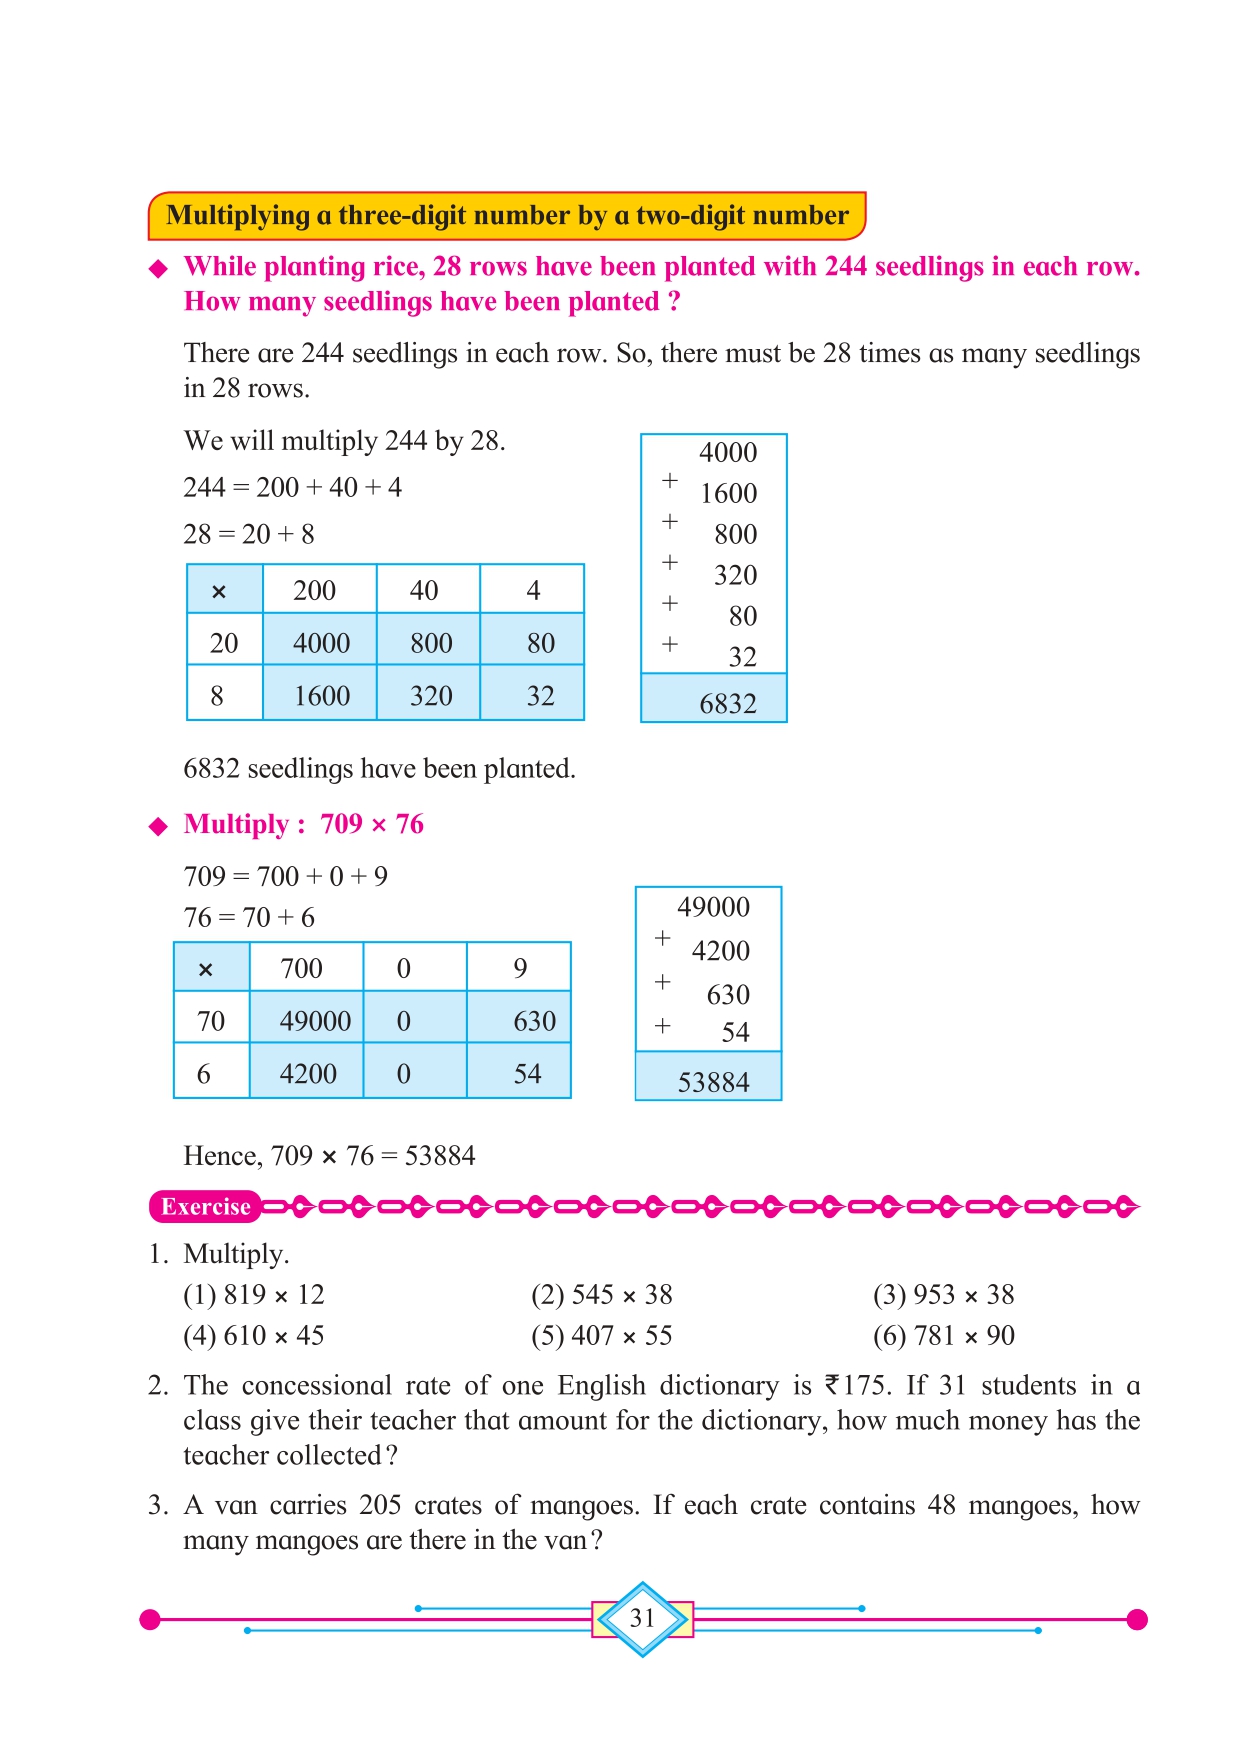 Multiplying a three-digit number by a two-digit number
◆ While planting rice, 28 rows have been planted with 244 seedlings in each row.
How many seedlings have been planted ?
There are 244 seedlings in each row. So, there must be 28 times as many seedlings
in 28 rows.
We will multiply 244 by 28.
244 = 200 + 40 + 4
28 = 20 + 8
× 200 40 4
20 4000 800 80
8 1600 320 32
4000
+ 1600
+ 800
+ 320
+ 80
+ 32
6832
6832 seedlings have been planted.
◆ Multiply : 709 × 76
709 = 700 + 0 + 9
76 = 70 + 6
× 700 0 9
70 49000 0 630
6 4200 0 54
49000
+ 4200
+ 630
+ 54
53884
Hence, 709 × 76 = 53884
Exercise
1. Multiply.
(1) 819 × 12 (2) 545 × 38 (3) 953 × 38
(4) 610 × 45 (5) 407 × 55 (6) 781 × 90
2. The concessional rate of one English dictionary is ₹175. If 31 students in a
class give their teacher that amount for the dictionary, how much money has the
teacher collected?
3. A van carries 205 crates of mangoes. If each crate contains 48 mangoes, how
many mangoes are there in the van?
31